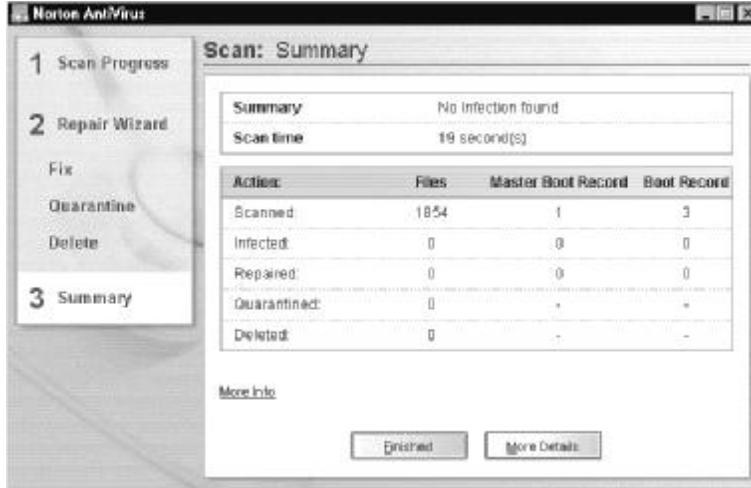 Norton AntiVirus
1 Scan Progress
2 Repair Wizard
Fix
Quarantine
Delete
3 Summary
Scan: Summary
Summary No infection found
Scan time 19 second(s)
Action: Files Master Boot Record Boot Record
Scanned: 1854 1 3
Infected: 0 0 0
Repaired: 0 0 0
Quarantined: 0 - -
Deleted: 0 - -
More Info
Finished More Details